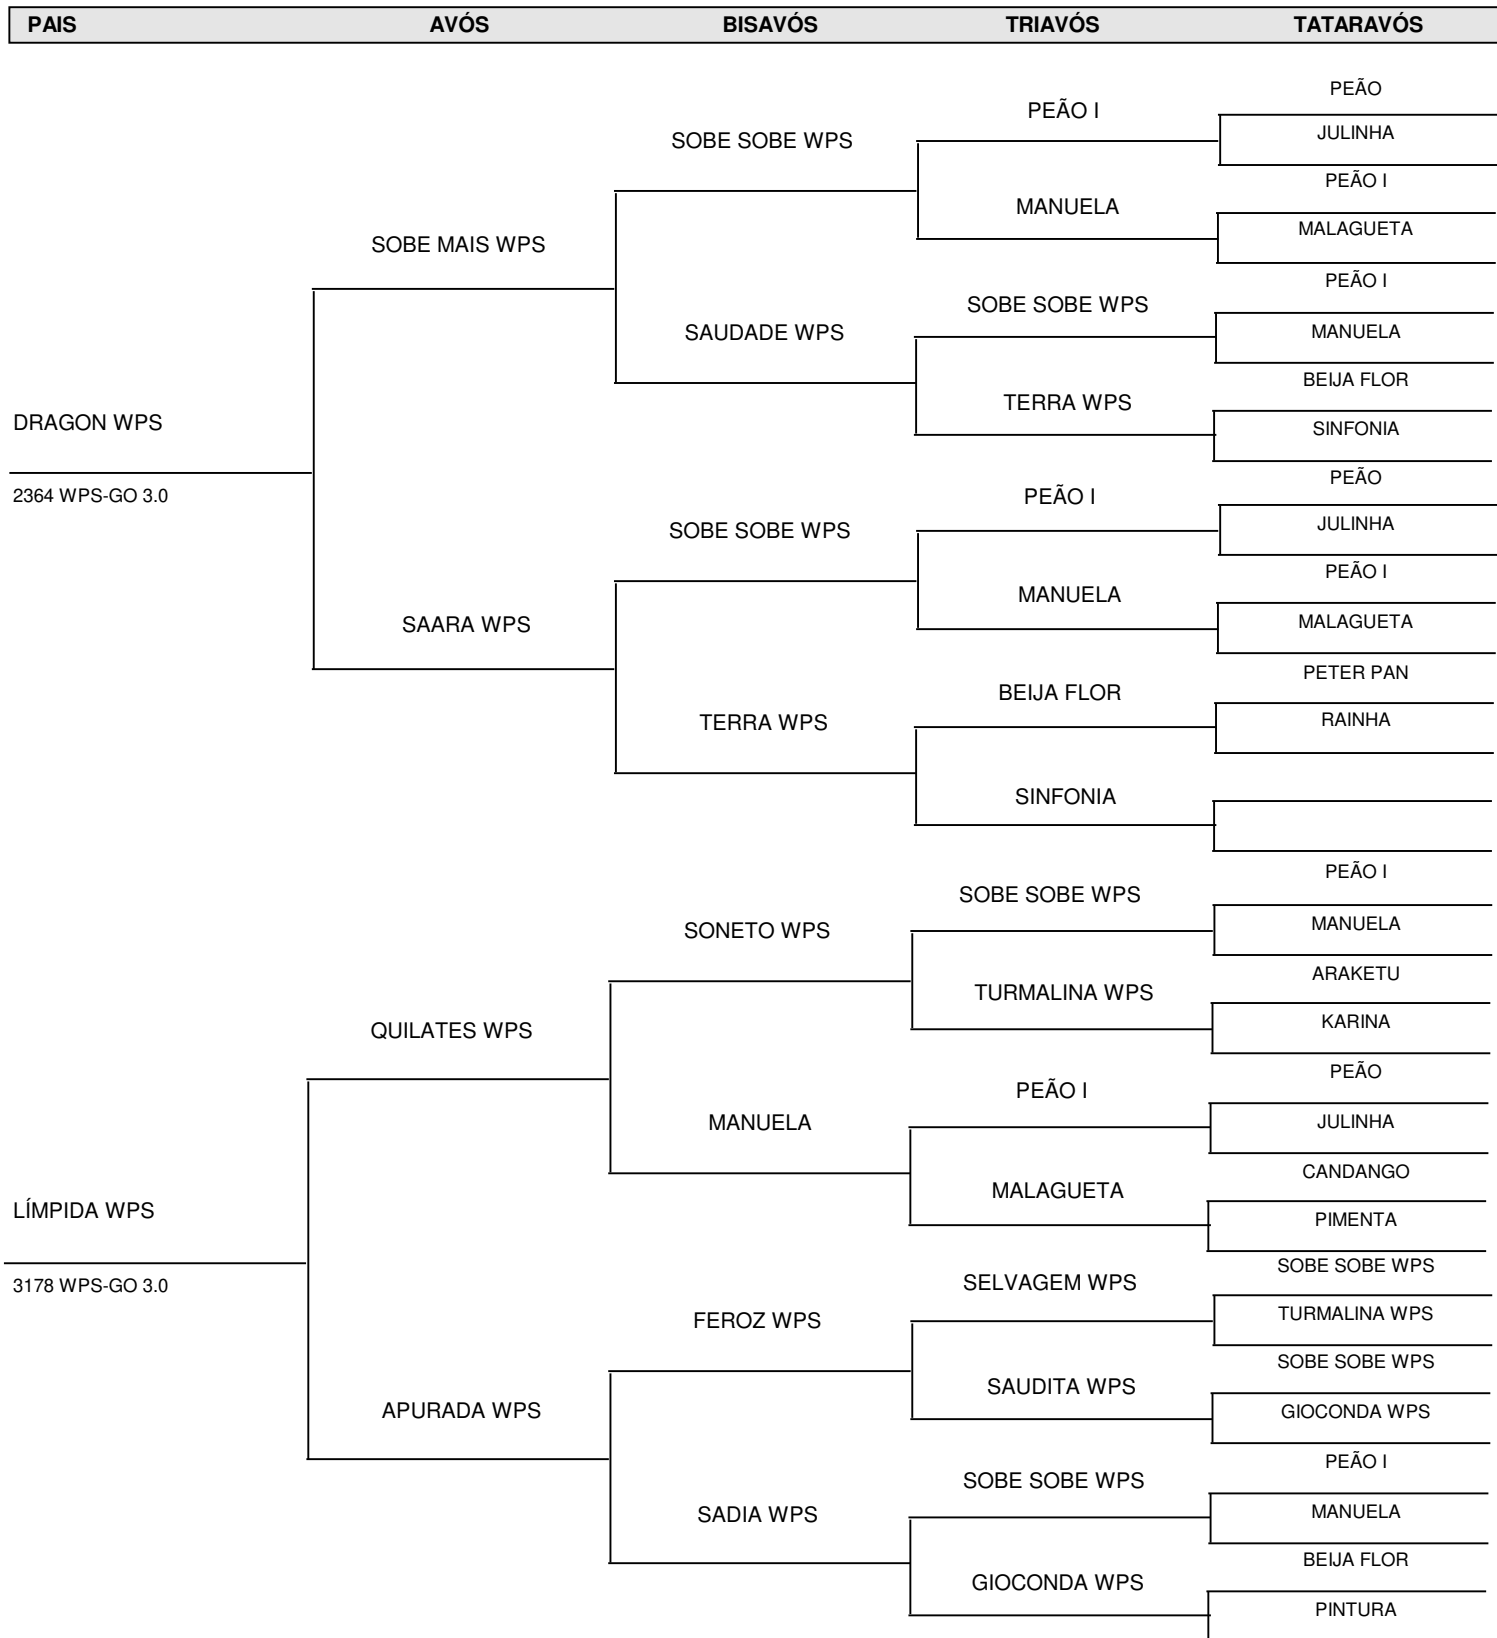 PAIS AVÓS BISAVÓS TRIAVÓS TATARAVÓS
PEÃO
PEÃO I
JULINHA
SOBE SOBE WPS
PEÃO I
MANUELA
MALAGUETA
SOBE MAIS WPS
PEÃO I
SOBE SOBE WPS
SAUDADE WPS
MANUELA
BEIJA FLOR
TERRA WPS
DRAGON WPS
SINFONIA
PEÃO
2364 WPS-GO 3.0
PEÃO I
JULINHA
SOBE SOBE WPS
PEÃO I
MANUELA
SAARA WPS
MALAGUETA
PETER PAN
BEIJA FLOR
TERRA WPS
RAINHA
SINFONIA
PEÃO I
SOBE SOBE WPS
SONETO WPS
MANUELA
ARAKETU
TURMALINA WPS
QUILATES WPS
KARINA
PEÃO
PEÃO I
MANUELA
JULINHA
CANDANGO
MALAGUETA
LÍMPIDA WPS
PIMENTA
SOBE SOBE WPS
3178 WPS-GO 3.0
SELVAGEM WPS
FEROZ WPS
TURMALINA WPS
SOBE SOBE WPS
SAUDITA WPS
APURADA WPS
GIOCONDA WPS
PEÃO I
SOBE SOBE WPS
SADIA WPS
MANUELA
BEIJA FLOR
GIOCONDA WPS
PINTURA